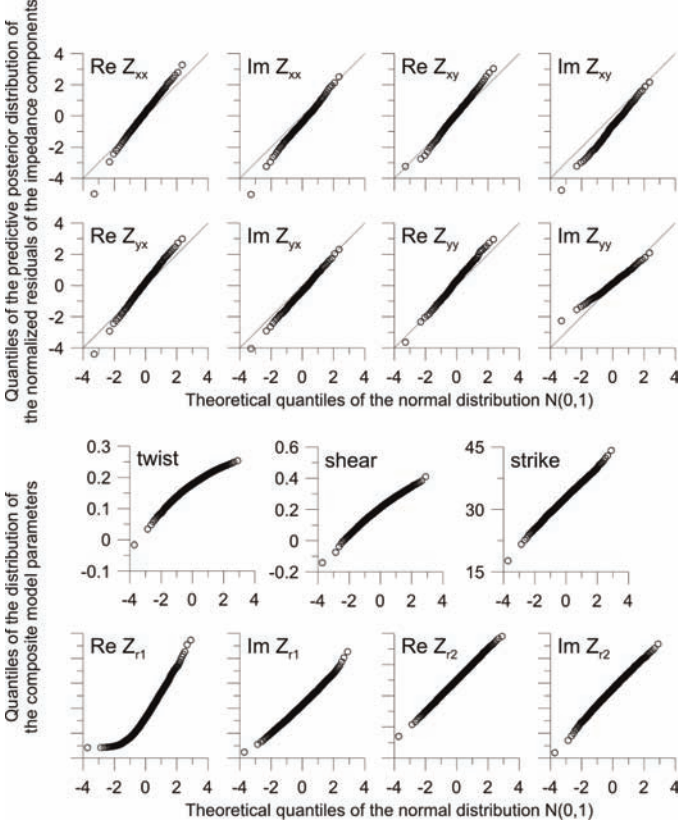 Quantiles of the predictive posterior distribution of
the normalized residuals of the impedance components
Re Zxx Im Zxx Re Zxy Im Zxy
4
2
0
-2
-4
Re Zyx Im Zyx Re Zyy Im Zyy
4
2
0
-2
-4
-4 -2 0 2 4 -4 -2 0 2 4 -4 -2 0 2 4 -4 -2 0 2 4
Theoretical quantiles of the normal distribution N(0,1)
Quantiles of the distribution of
the composite model parameters
twist shear strike
0.3 0.6 45
0.2 0.4
0.1 0.2 30
0 0
-0.1 -0.2 15
-4 -2 0 2 4 -4 -2 0 2 4 -4 -2 0 2 4
Re Zr1 Im Zr1 Re Zr2 Im Zr2
-4 -2 0 2 4 -4 -2 0 2 4 -4 -2 0 2 4 -4 -2 0 2 4
Theoretical quantiles of the normal distribution N(0,1)